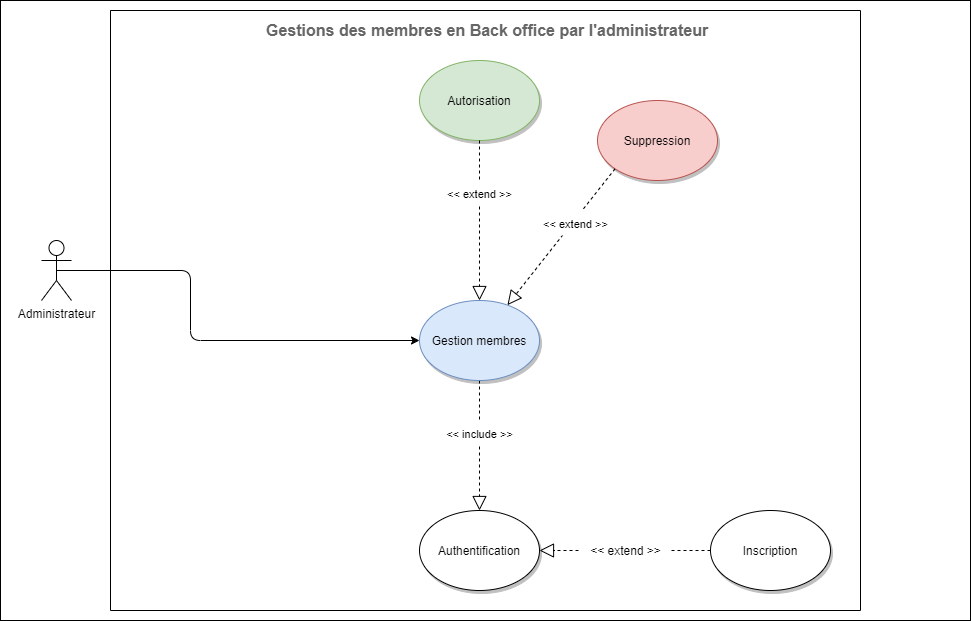 Gestions des membres en Back office par l'administrateur
Autorisation
Suppression
<< extend >>
<< extend >>
Administrateur
Gestion membres
<< include >>
Authentification
<< extend >>
Inscription